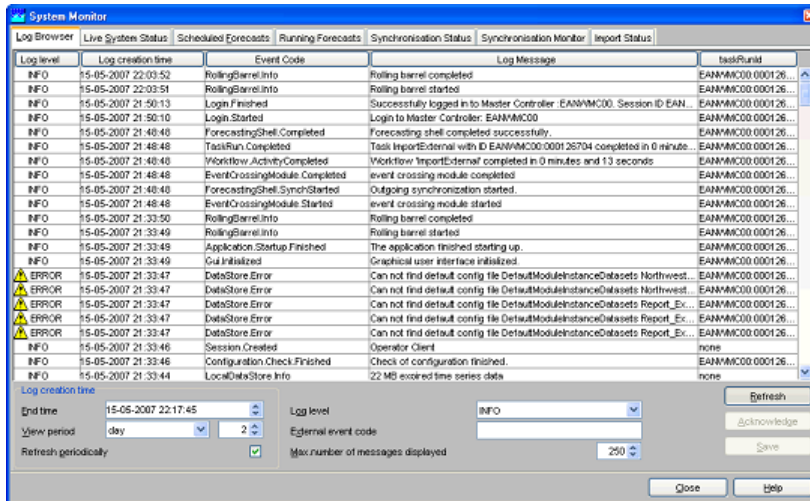 System Monitor
Log Browser Live System Status Scheduled Forecasts Running Forecasts Synchronisation Status Synchronisation Monitor Import Status
Log level Log creation time Event Code Log Message taskRunId
INFO 15-05-2007 22:03:52 RollingBarrel.Info Rolling barrel completed EANWMC00:000126...
INFO 15-05-2007 22:03:51 RollingBarrel.Info Rolling barrel started EANWMC00:000126...
INFO 15-05-2007 21:50:13 Login.Finished Successfully logged in to Master Controller :EANWMC00. Session ID EAN... EANWMC00:000126...
INFO 15-05-2007 21:50:10 Login.Started Login to Master Controller: EANWMC00 EANWMC00:000126...
INFO 15-05-2007 21:48:48 ForecastingShell.Completed Forecasting shell completed successfully. EANWMC00:000126...
INFO 15-05-2007 21:48:48 TaskRun.Completed Task ImportExternal with ID EANWMC00:000126704 completed in 0 minute... EANWMC00:000126...
INFO 15-05-2007 21:48:48 Workflow.ActivityCompleted Workflow 'ImportExternal' completed in 0 minutes and 13 seconds EANWMC00:000126...
INFO 15-05-2007 21:48:48 EventCrossingModule.Completed event crossing module completed EANWMC00:000126...
INFO 15-05-2007 21:48:48 ForecastingShell.SynchStarted Outgoing synchronization started. EANWMC00:000126...
INFO 15-05-2007 21:48:48 EventCrossingModule.Started event crossing module started EANWMC00:000126...
INFO 15-05-2007 21:33:50 RollingBarrel.Info Rolling barrel completed EANWMC00:000126...
INFO 15-05-2007 21:33:49 RollingBarrel.Info Rolling barrel started EANWMC00:000126...
INFO 15-05-2007 21:33:49 Application.Startup.Finished The application finished starting up. EANWMC00:000126...
INFO 15-05-2007 21:33:49 Gui.Initialized Graphical user interface initialized. EANWMC00:000126...
ERROR 15-05-2007 21:33:47 DataStore.Error Can not find default config file DefaultModuleInstanceDatasets Northwest... EANWMC00:000126...
ERROR 15-05-2007 21:33:47 DataStore.Error Can not find default config file DefaultModuleInstanceDatasets Northwest... EANWMC00:000126...
ERROR 15-05-2007 21:33:47 DataStore.Error Can not find default config file DefaultModuleInstanceDatasets Report_Ex... EANWMC00:000126...
ERROR 15-05-2007 21:33:47 DataStore.Error Can not find default config file DefaultModuleInstanceDatasets Report_Ex... EANWMC00:000126...
ERROR 15-05-2007 21:33:47 DataStore.Error Can not find default config file DefaultModuleInstanceDatasets Report_Ex... EANWMC00:000126...
INFO 15-05-2007 21:33:46 Session.Created Operator Client none
INFO 15-05-2007 21:33:46 Configuration.Check.Finished Check of configuration finished. EANWMC00:000126...
INFO 15-05-2007 21:33:44 LocalDataStore.Info 22 MB expired time series data none
Log creation time
End time 15-05-2007 22:17:45 Log level INFO Refresh
View period day 2 External event code Acknowledge
Refresh periodically Max.number of messages displayed 250 Save
Close Help